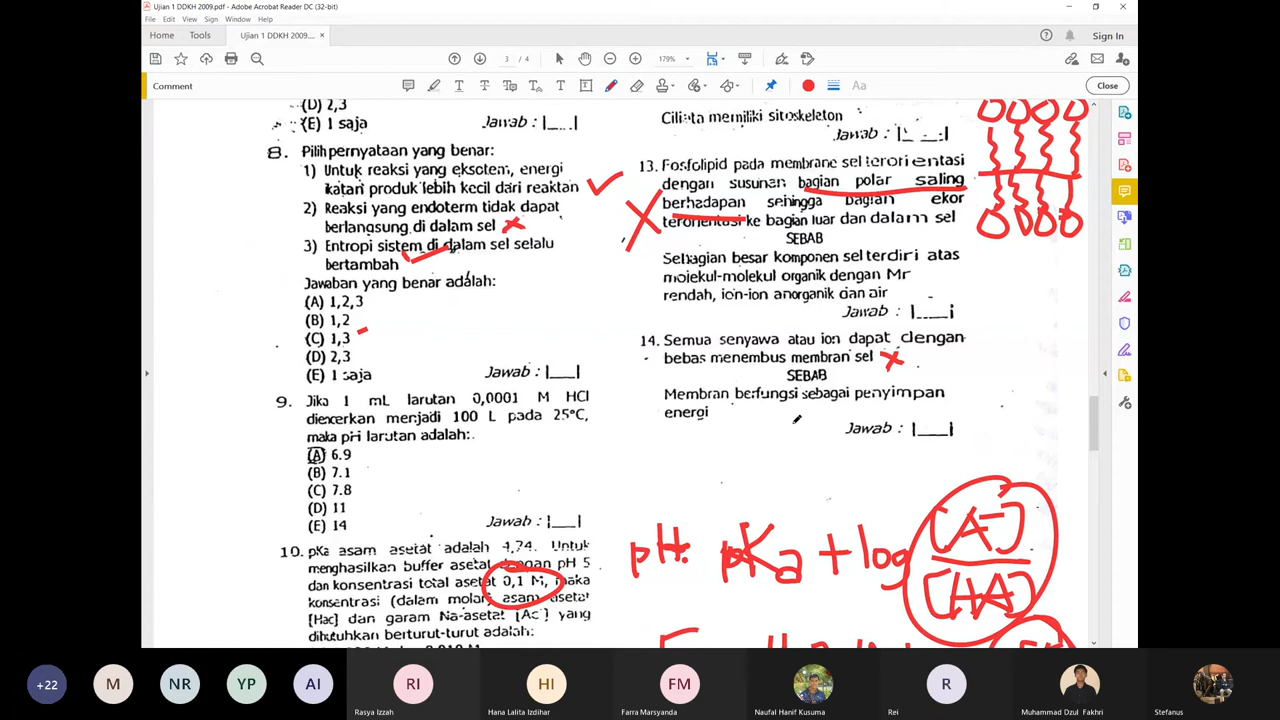 Ujian 1 DDKH 2009.pdf - Adobe Acrobat Reader DC (32-bit)
File Edit View Sign Window Help
Home Tools Ujian 1 DDKH 2009.... × Sign In
3 / 4 179%
Comment Close
(D) 2,3
(E) 1 saja
Jawab : |___|
8. Pilih pernyataan yang benar:
1) Untuk reaksi yang eksotem, energi
ikatan produk lebih kecil dari reaktan
2) Reaksi yang endoterm tidak dapat
berlangsung di dalam sel
3) Entropi sistem di dalam sel selalu
bertambah
Jawaban yang benar adalah:
(A) 1,2,3
(B) 1,2
(C) 1,3
(D) 2,3
(E) 1 saja
Jawab : |___|
9. Jika 1 mL larutan 0,0001 M HCl
diencerkan menjadi 100 L pada 25°C,
maka pH larutan adalah:
(A) 6.9
(B) 7.1
(C) 7.8
(D) 11
(E) 14
Jawab : |___|
10. pKa asam asetat adalah 4,74. Untuk
menghasilkan buffer asetat dengan pH 5
dan konsentrasi total asetat 0,1 M, maka
konsentrasi (dalam molar) asam asetat
[Hac] dan garam Na-asetat [Ac⁻] yang
dibutuhkan berturut-turut adalah:
Ciliata memiliki sitoskeleton
Jawab : |___|
13. Fosfolipid pada membrane sel terorientasi
dengan susunan bagian polar saling
berhadapan sehingga bagian ekor
terorientasi ke bagian luar dan dalam sel
SEBAB
Sebagian besar komponen sel terdiri atas
molekul-molekul organik dengan Mr
rendah, ion-ion anorganik dan air
Jawab : |___|
14. Semua senyawa atau ion dapat dengan
bebas menembus membran sel
SEBAB
Membran berfungsi sebagai penyimpan
energi
Jawab : |___|
pH: pKa + log [A⁻]
[HA]
+22 M NR YP AI RI HI FM R
Rasya Izzah Hana Lalita Izdihar Farra Marsyanda Naufal Hanif Kusuma Rei Muhammad Dzul Fakhri Stefanus